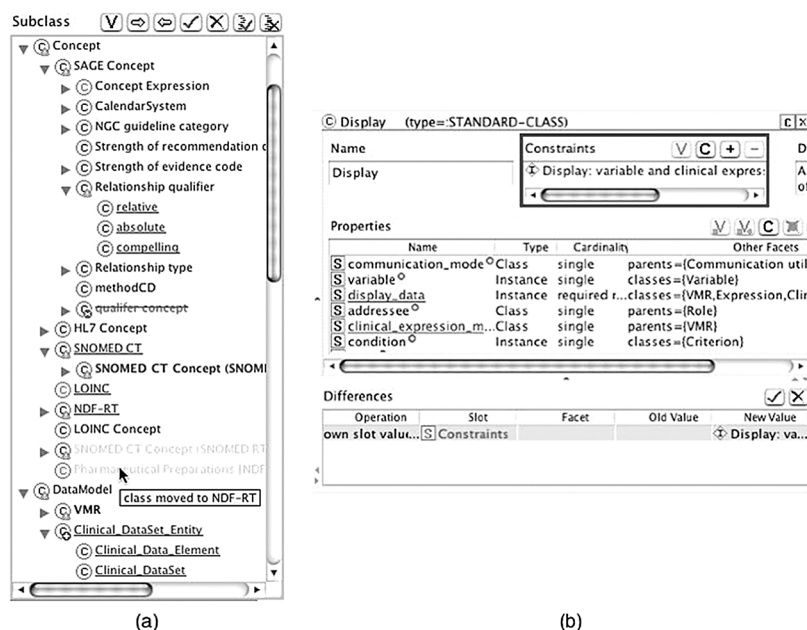 Subclass
Concept
SAGE Concept
Concept Expression
CalendarSystem
NGC guideline category
Strength of recommendation c
Strength of evidence code
Relationship qualifier
relative
absolute
compelling
Relationship type
methodCD
qualifer concept
HL7 Concept
SNOMED CT
SNOMED CT Concept (SNOMI
LOINC
NDF-RT
LOINC Concept
SNOMED CT Concept (SNOMED RT
Pharmaceutical Preparations (NDF
DataModel
class moved to NDF-RT
VMR
Clinical_DataSet_Entity
Clinical_Data_Element
Clinical_DataSet
(a)
Display (type=:STANDARD-CLASS)
Name Constraints V C + − D
Display Display: variable and clinical expres: A
of
Properties
Name Type Cardinality Other Facets
S communication_mode Class single parents={Communication util
S variable Instance single classes={Variable}
S display_data Instance required r... classes={VMR,Expression,Clir
S addressee Class single parents={Role}
S clinical_expression_m... Class single parents={VMR}
S condition Instance single classes={Criterion}
Differences
Operation Slot Facet Old Value New Value
own slot valu... S Constraints Display: va...
(b)